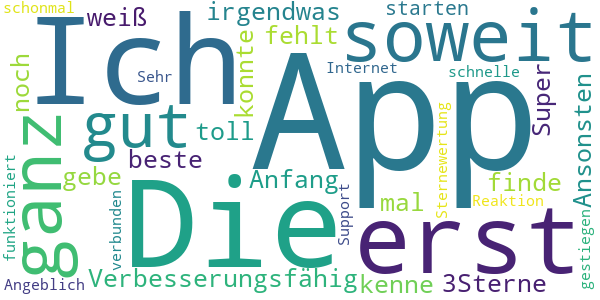 schonmal
weiß
irgendwas
starten
Ich
fehlt
soweit
Sehr
App
Internet
schnelle
noch
konnte
Super
Ansonsten
gut
toll
beste
ganz
gebe
Die
Anfang
erst
finde
mal
Sternewertung
Reaktion
funktioniert
verbunden
Support
gestiegen
Angeblich
Verbesserungsfähig
kenne
3Sterne